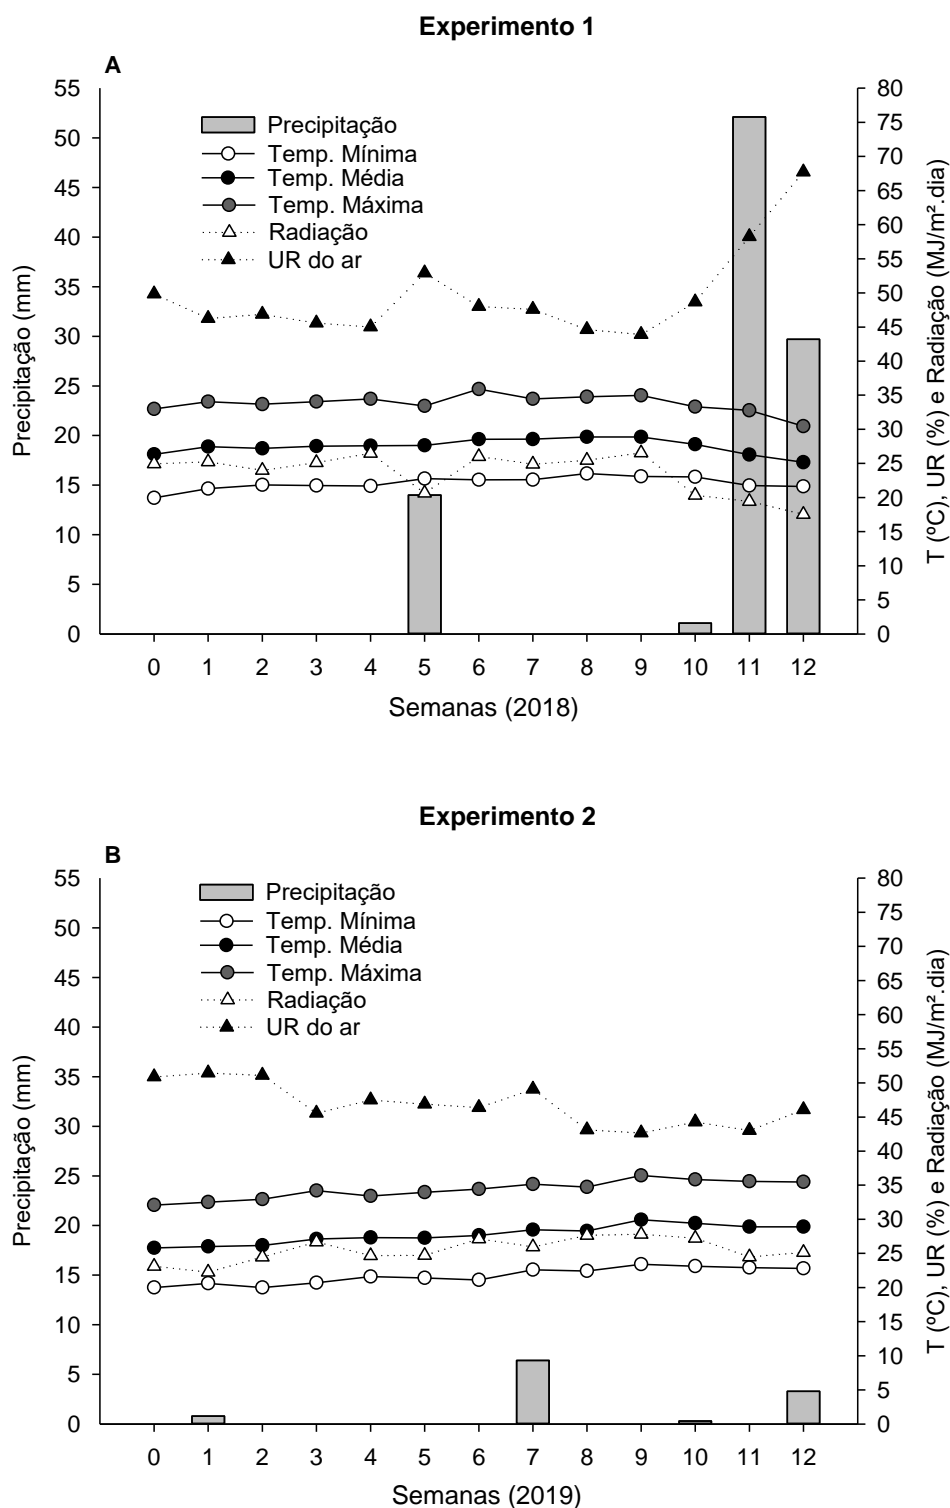 Experimento 1
A
Precipitação
Temp. Mínima
Temp. Média
Temp. Máxima
Radiação
UR do ar
55
50
45
40
35
30
25
20
15
10
5
0
Precipitação (mm)
80
75
70
65
60
55
50
45
40
35
30
25
20
15
10
5
0
T (ºC), UR (%) e Radiação (MJ/m².dia)
0 1 2 3 4 5 6 7 8 9 10 11 12
Semanas (2018)
Experimento 2
B
Precipitação
Temp. Mínima
Temp. Média
Temp. Máxima
Radiação
UR do ar
55
50
45
40
35
30
25
20
15
10
5
0
Precipitação (mm)
80
75
70
65
60
55
50
45
40
35
30
25
20
15
10
5
0
T (ºC), UR (%) e Radiação (MJ/m².dia)
0 1 2 3 4 5 6 7 8 9 10 11 12
Semanas (2019)